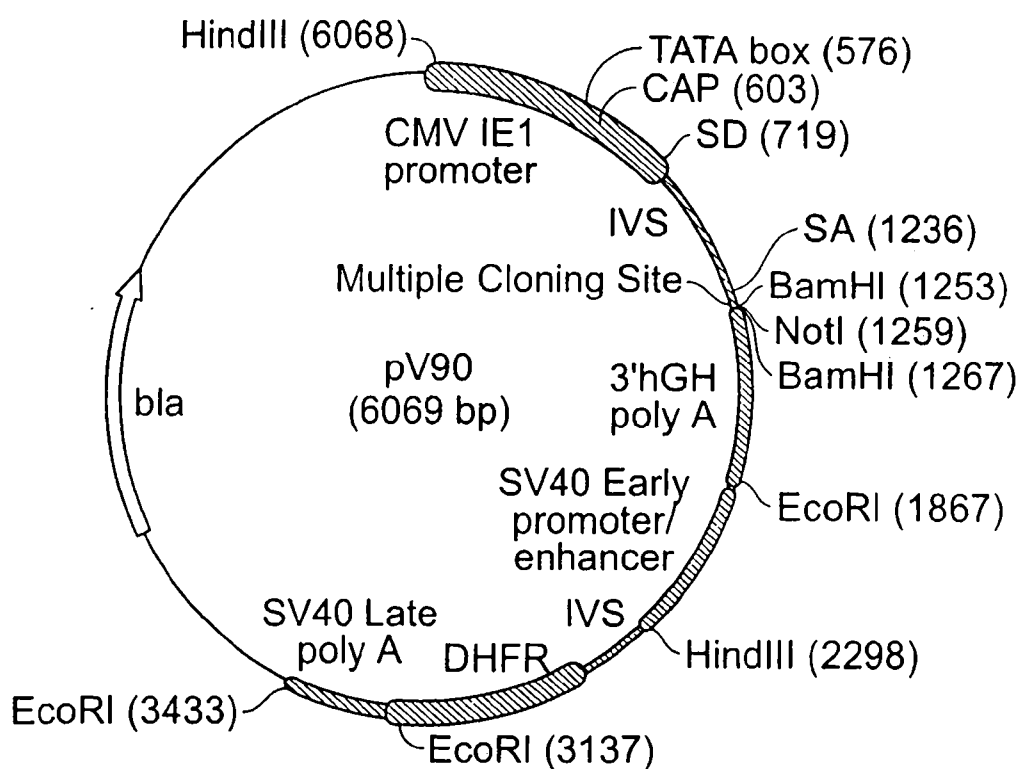 HindIII (6068)
TATA box (576)
CAP (603)
CMV IE1
promoter
SD (719)
IVS
SA (1236)
Multiple Cloning Site
BamHI (1253)
NotI (1259)
BamHI (1267)
3'hGH
poly A
pV90
(6069 bp)
bla
SV40 Early
promoter/
enhancer
EcoRI (1867)
IVS
HindIII (2298)
SV40 Late
poly A
DHFR
EcoRI (3433)
EcoRI (3137)